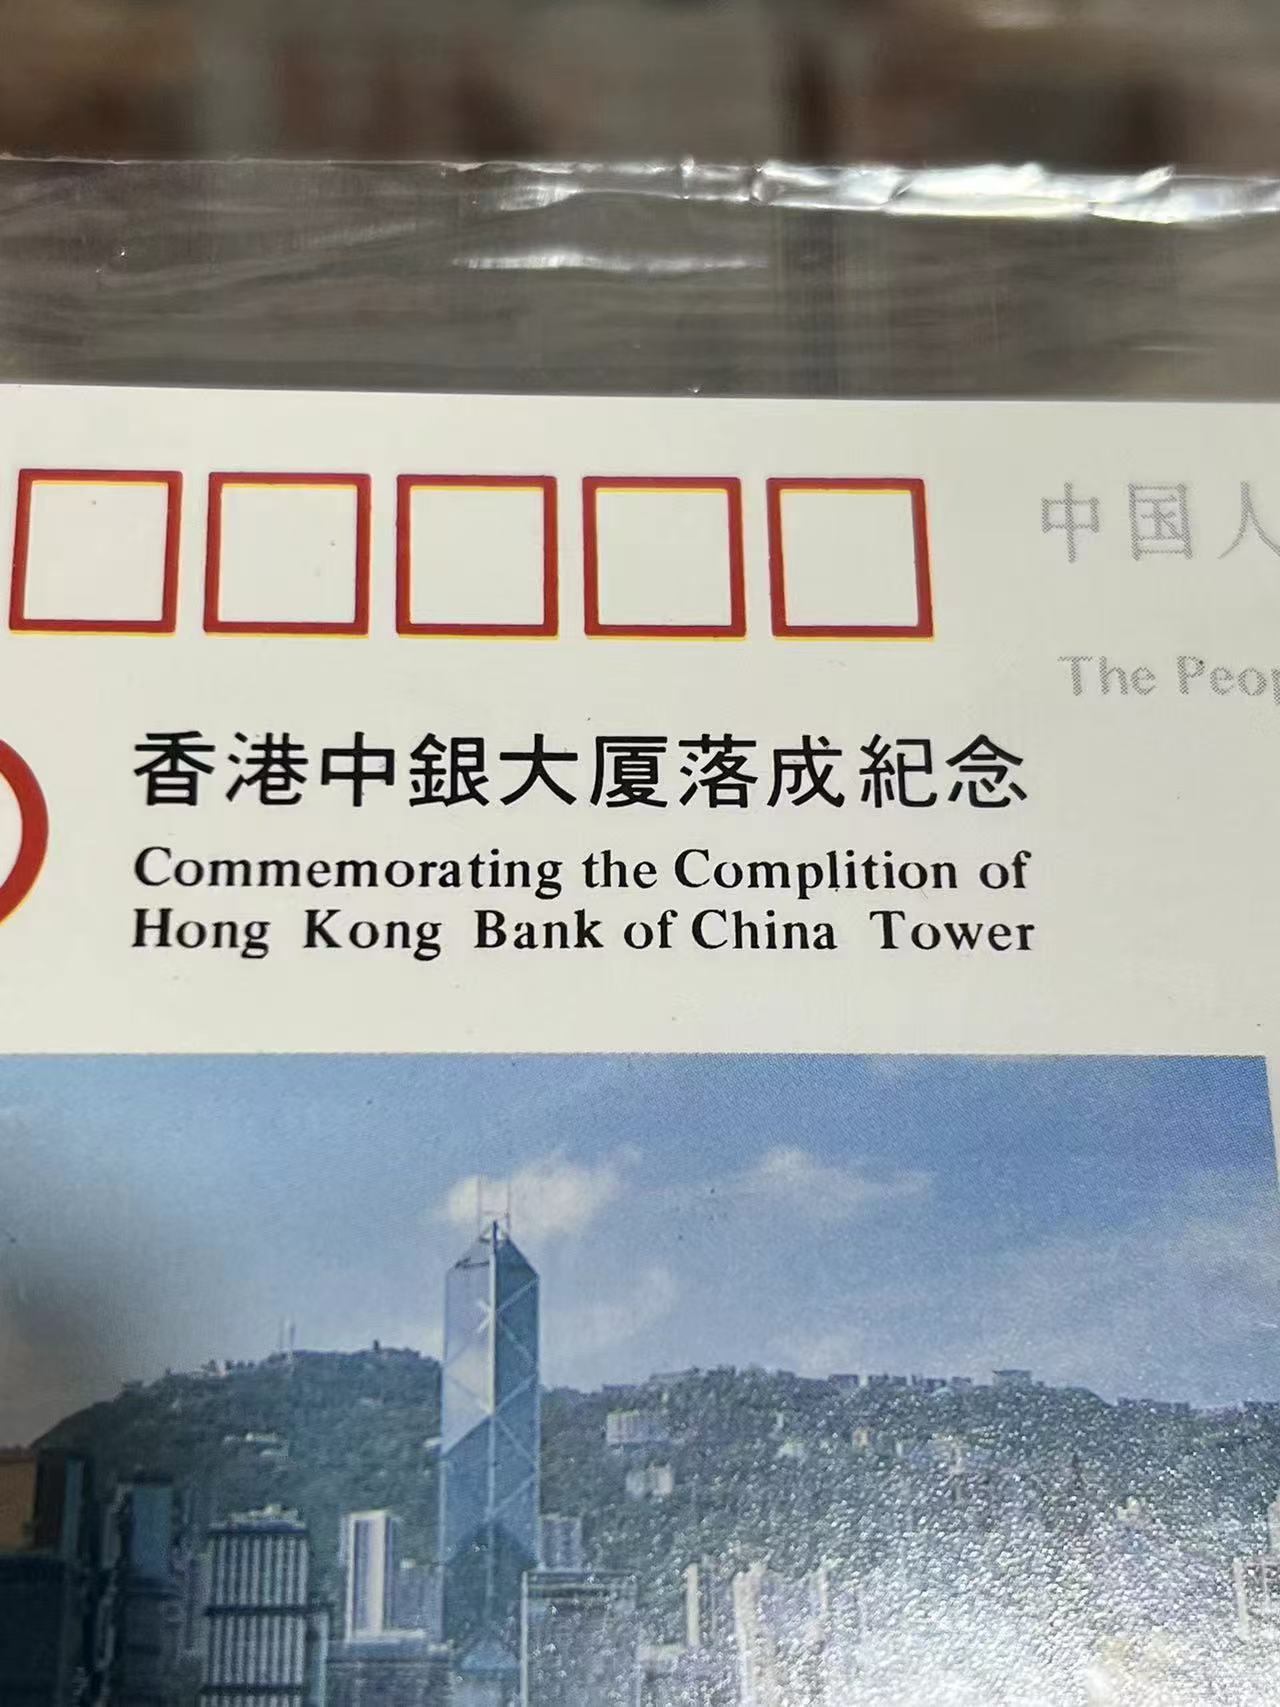 中国人
The Peop
香港中銀大厦落成紀念
Commemorating the Complition of
Hong Kong Bank of China Tower